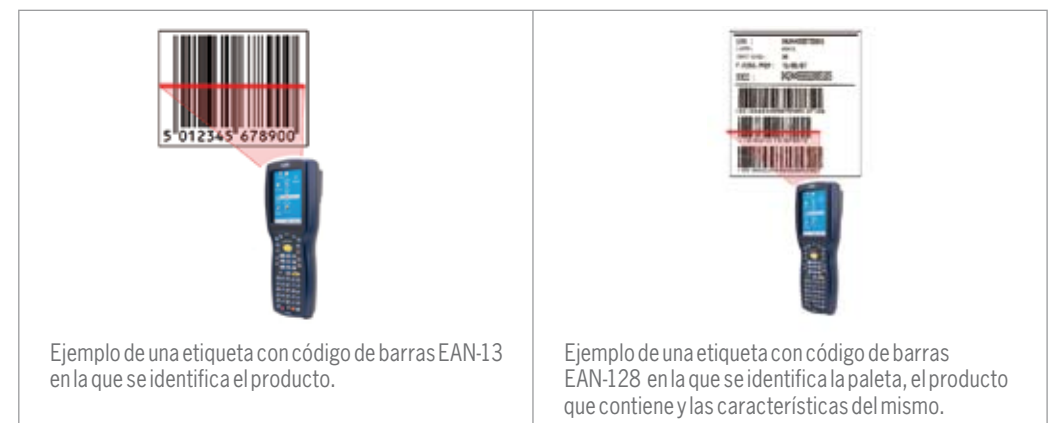 5 012345 678900
Ejemplo de una etiqueta con código de barras EAN-13
en la que se identifica el producto.
Ejemplo de una etiqueta con código de barras
EAN-128 en la que se identifica la paleta, el producto
que contiene y las características del mismo.